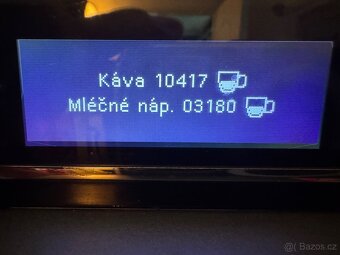 Káva 10417
Mléčné náp. 03180
© Bazos.cz